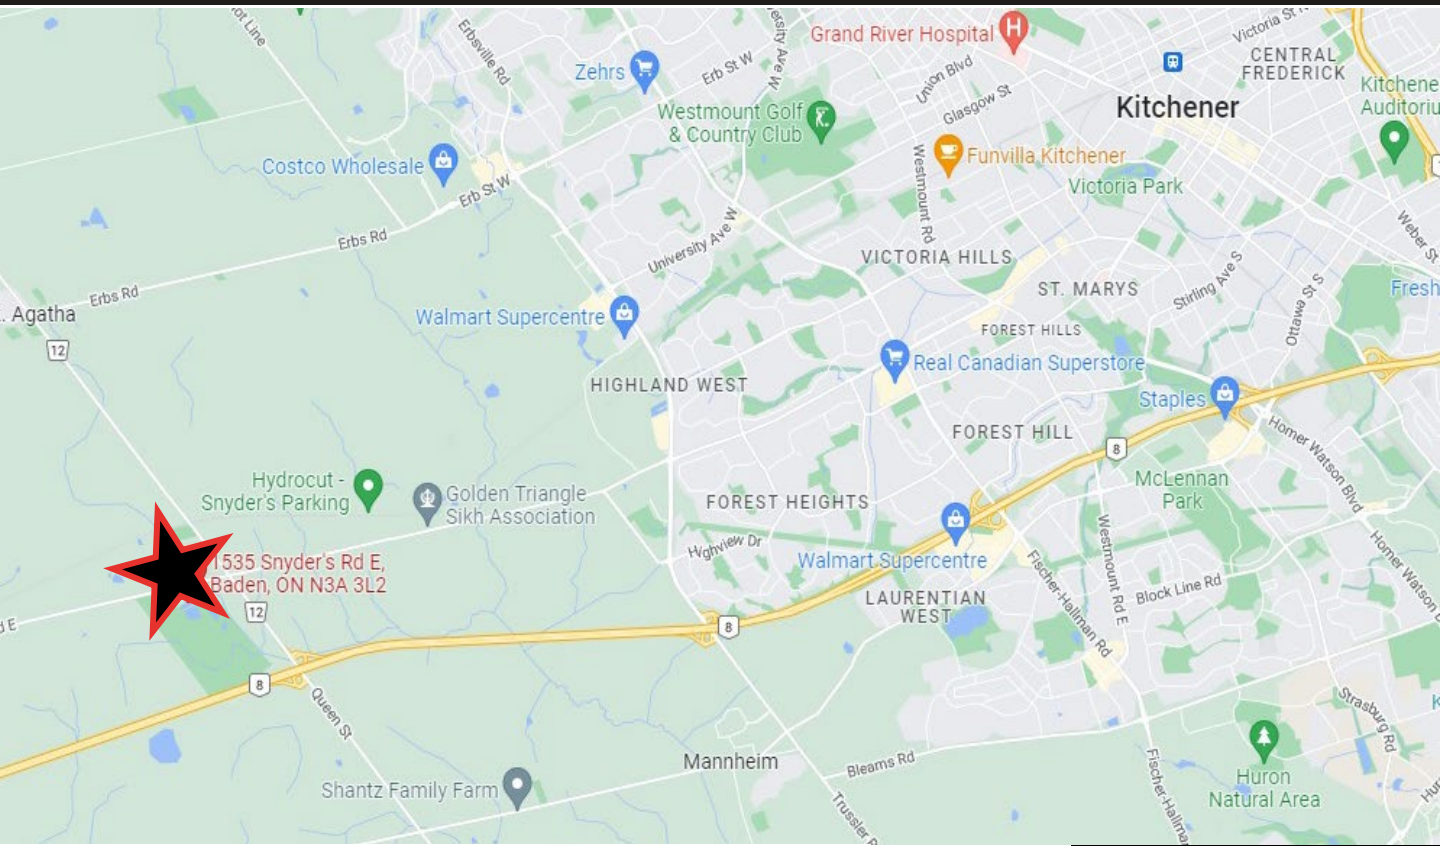 Grand River Hospital
H
Victoria St N
CENTRAL
FREDERICK
Erbsville Rd
Zehrs
Erb St W
Union Blvd
Glasgow St
Kitchener
Kitchene
Auditoriu
Westmount Golf
& Country Club
Costco Wholesale
Erb St W
Funvilla Kitchener
Westmount Rd
Victoria Park
Weber St
Erbs Rd
University Ave W
VICTORIA HILLS
Stirling Ave S
Ottawa St S
ST. MARYS
Fresh
Erbs Rd
. Agatha
12
Walmart Supercentre
FOREST HILLS
Real Canadian Superstore
HIGHLAND WEST
Staples
FOREST HILL
Homer Watson Blvd
8
Hydrocut -
Snyder's Parking
Golden Triangle
Sikh Association
FOREST HEIGHTS
McLennan
Park
Highview Dr
Walmart Supercentre
Westmount Rd E
Fischer-Hallman Rd
Block Line Rd
Homer Watson
1535 Snyder's Rd E,
Baden, ON N3A 3L2
12
d E
LAURENTIAN
WEST
8
8
Queen St
Strasburg Rd
Mannheim
Bleams Rd
Shantz Family Farm
Trussler R
Fischer-Hallma
Huron
Natural Area